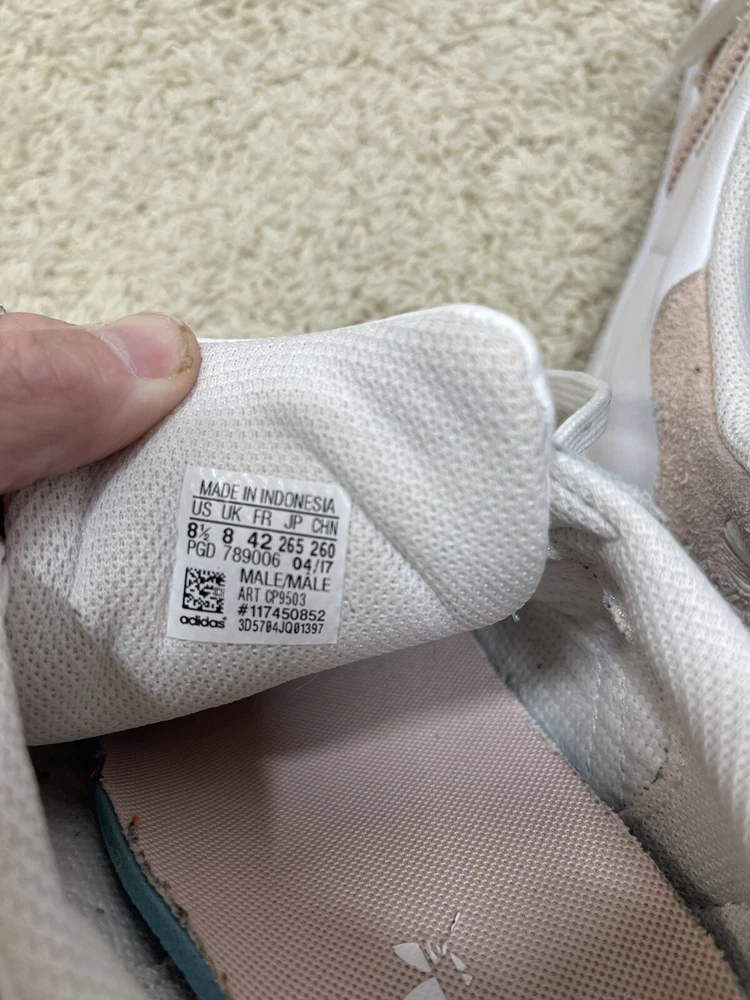 MADE IN INDONESIA
US UK FR JP CHN
8½ 8 42 265 260
PGD 789006 04/17
MALE/MÂLE
ART CP9503
#117450852
adidas® 3D5704JQ01397